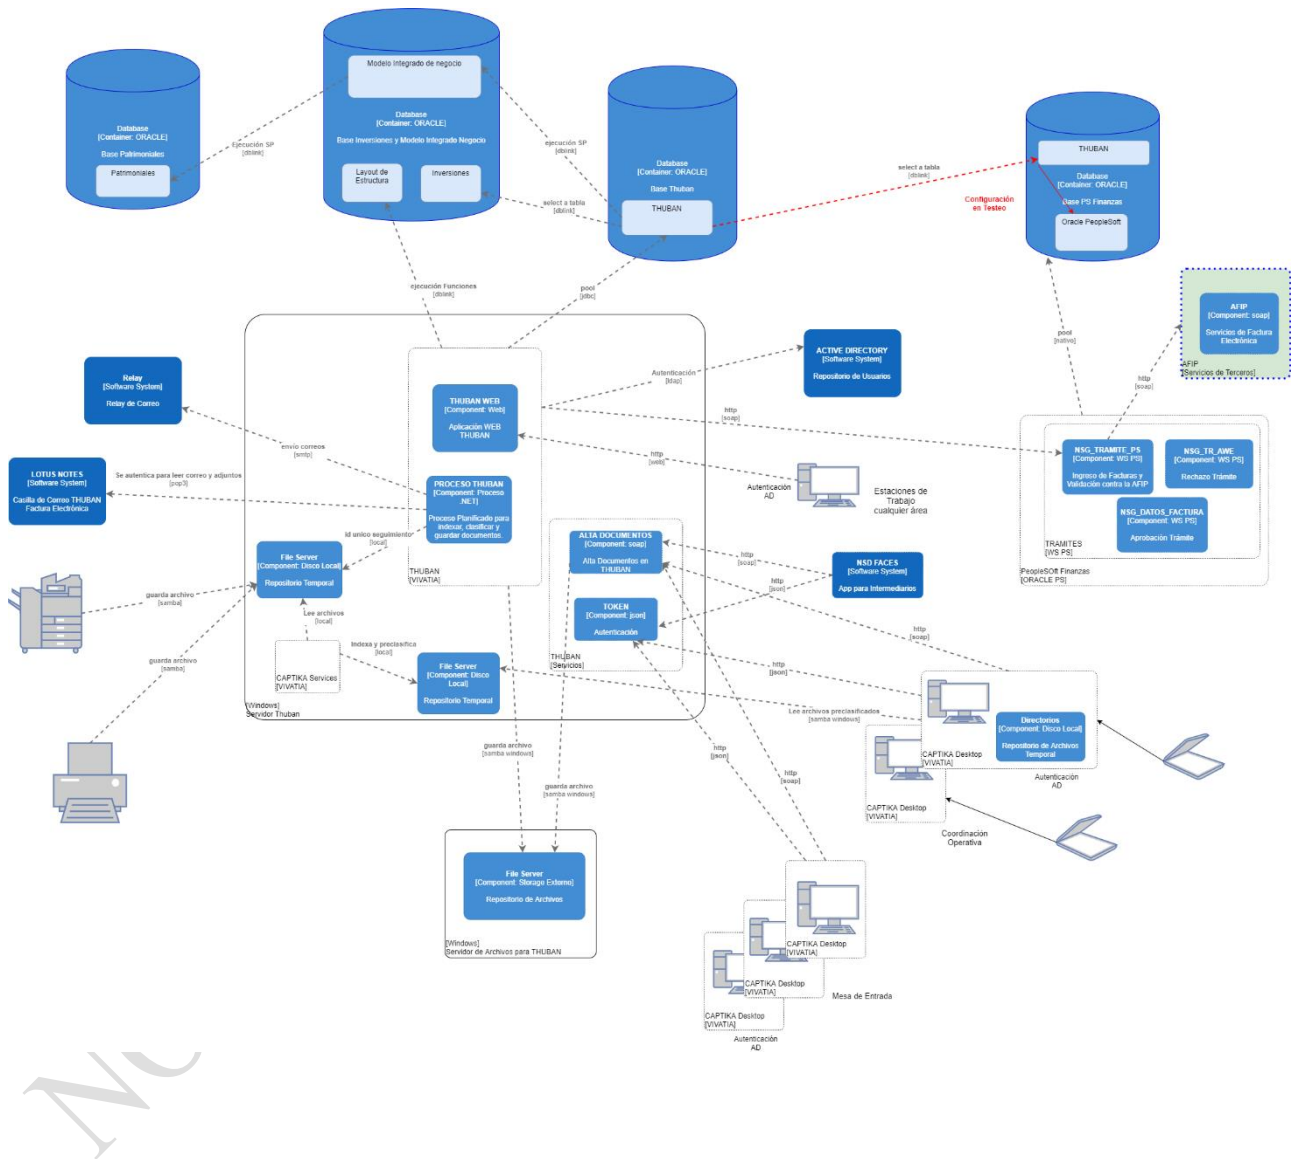 Modelo Integrado de negocio
Database
[Container: ORACLE]
Base Inversiones y Modelo Integrado Negocio
Layout de
Estructura
Inversiones
Database
[Container: ORACLE]
Base Patrimoniales
Patrimoniales
Ejecución SP
[dblink]
ejecución SP
[dblink]
select a tabla
[dblink]
Database
[Container: ORACLE]
Base Thuban
THUBAN
select a tabla
[dblink]
Configuración
en Testeo
THUBAN
Database
[Container: ORACLE]
Base PS Finanzas
Oracle PeopleSoft
ejecución Funciones
[dblink]
pool
[jdbc]
pool
[nativa]
AFIP
[Component: soap]
Servicios de Factura
Electrónica
AFIP
[Servicios de Terceros]
http
[soap]
Relay
[Software System]
Relay de Correo
envío correos
[smtp]
LOTUS NOTES
[Software System]
Casilla de Correo THUBAN
Factura Electrónica
Se autentica para leer correo y adjuntos
[pop3]
THUBAN WEB
[Component: Web]
Aplicación WEB
THUBAN
PROCESO THUBAN
[Component: Proceso
.NET]
Proceso Planificado para
indexar, clasificar y
guardar documentos.
THUBAN
[VIVATIA]
Autenticación
[ldap]
ACTIVE DIRECTORY
[Software System]
Repositorio de Usuarios
http
[soap]
http
[web]
Autenticación
AD
Estaciones de
Trabajo
cualquier área
NSG_TRAMITE_PS
[Component: WS PS]
Ingreso de Facturas y
Validación contra la AFIP
NSG_TR_AWE
[Component: WS PS]
Rechazo Trámite
NSG_DATOS_FACTURA
[Component: WS PS]
Aprobación Trámite
TRAMITES
[WS PS]
PeopleSOft Finanzas
[ORACLE PS]
Id unico seguimiento
[local]
File Server
[Component: Disco Local]
Repositorio Temporal
guarda archivo
[samba]
guarda archivo
[samba]
Lee archivos
[local]
Indexa y preclasifica
[local]
CAPTIKA Services
[VIVATIA]
File Server
[Component: Disco
Local]
Repositorio Temporal
[Windows]
Servidor Thuban
ALTA DOCUMENTOS
[Component: soap]
Alta Documentos en
THUBAN
TOKEN
[Component: json]
Autenticación
THUBAN
[Servicios]
http
[soap]
http
[json]
NSD FACES
[Software System]
App para Intermediarios
http
[soap]
http
[json]
Lee archivos preclasificados
[samba windows]
guarda archivo
[samba windows]
guarda archivo
[samba windows]
http
[json]
http
[soap]
CAPTIKA Desktop
[VIVATIA]
Directorios
[Component: Disco Local]
Repositorio de Archivos
Temporal
Autenticación
AD
CAPTIKA Desktop
[VIVATIA]
Coordinación
Operativa
File Server
[Component: Storage Externo]
Repositorio de Archivos
[Windows]
Servidor de Archivos para THUBAN
CAPTIKA Desktop
[VIVATIA]
CAPTIKA Desktop
[VIVATIA]
CAPTIKA Desktop
[VIVATIA]
Mesa de Entrada
Autenticación
AD